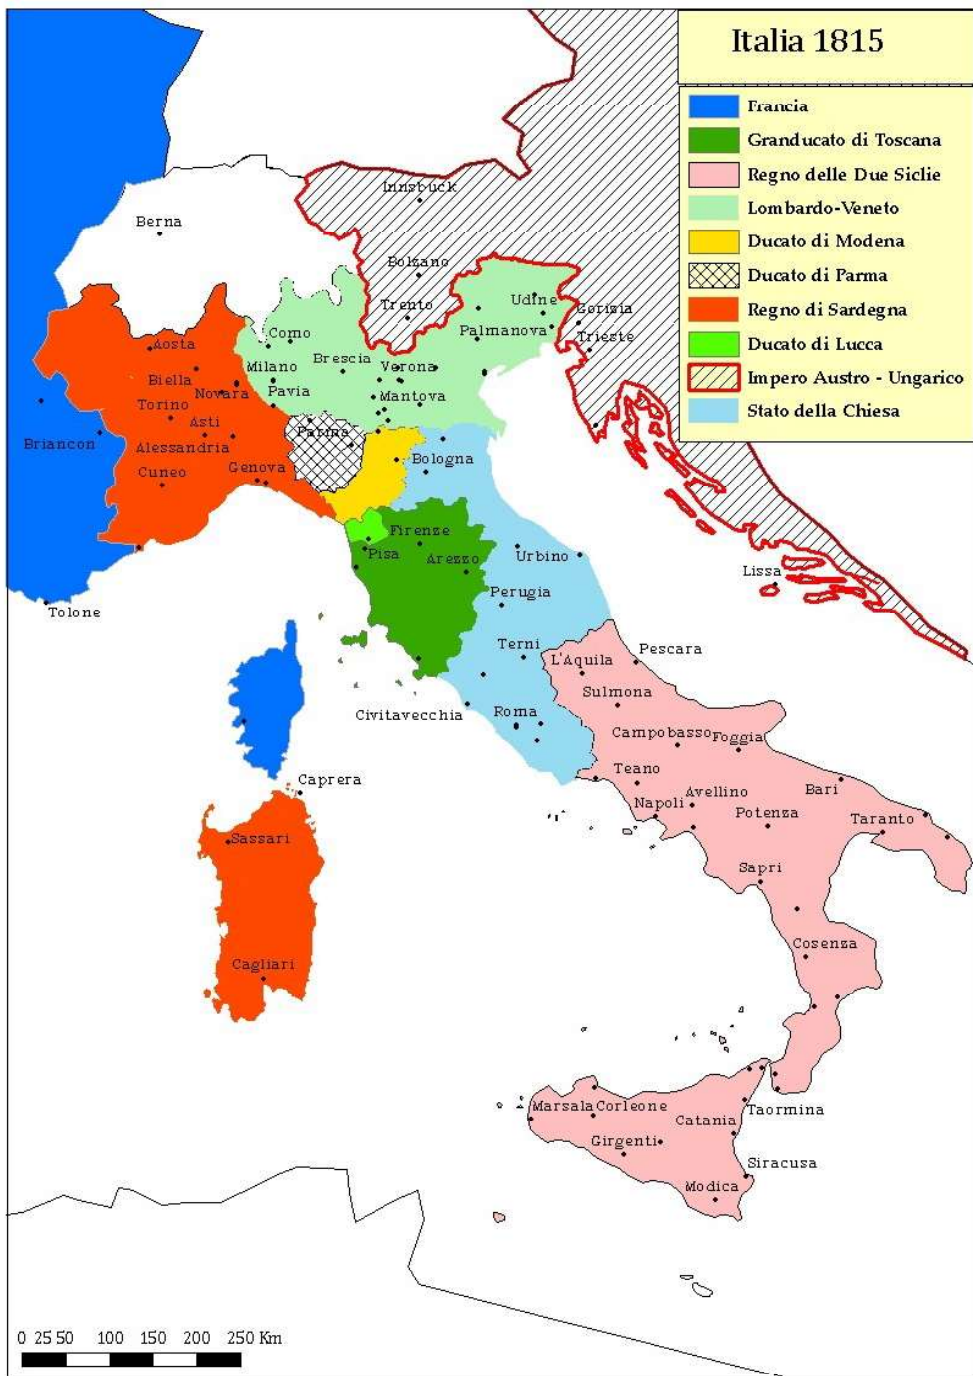 Italia 1815
Francia
Granducato di Toscana
Regno delle Due Siclie
Lombardo-Veneto
Ducato di Modena
Ducato di Parma
Regno di Sardegna
Ducato di Lucca
Impero Austro - Ungarico
Stato della Chiesa
Innsbuck
Berna
Bolzano
Trento
Udine
Gorizia
Palmanova
Trieste
Como
Aosta
Brescia
Verona
Milano
Biella
Novara
Pavia
Mantova
Torino
Asti
Parma
Briancon
Alessandria
Bologna
Cuneo
Genova
Firenze
Pisa
Arezzo
Urbino
Lissa
Tolone
Perugia
Terni
L'Aquila
Pescara
Sulmona
Civitavecchia
Roma
Campobasso
Foggia
Caprera
Teano
Bari
Napoli
Avellino
Potenza
Taranto
Sassari
Sapri
Cosenza
Cagliari
Marsala
Corleone
Taormina
Catania
Girgenti
Siracusa
Modica
0 25 50 100 150 200 250 Km